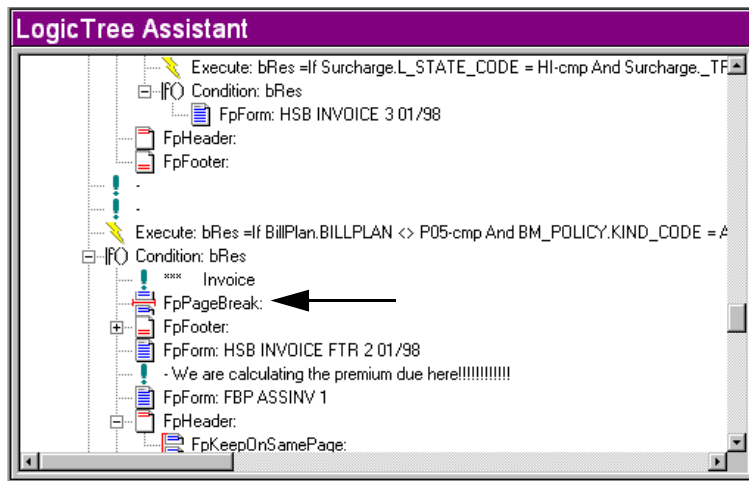 LogicTree Assistant
Execute: bRes =If Surcharge.L_STATE_CODE = HI-cmp And Surcharge._TF
If() Condition: bRes
FpForm: HSB INVOICE 3 01/98
FpHeader:
FpFooter:
! -
! -
Execute: bRes =If BillPlan.BILLPLAN <> P05-cmp And BM_POLICY.KIND_CODE = A
If() Condition: bRes
! *** Invoice
FpPageBreak:
FpFooter:
FpForm: HSB INVOICE FTR 2 01/98
! - We are calculating the premium due here!!!!!!!!!!!!
FpForm: FBP ASSINV 1
FpHeader:
FpKeepOnSamePage: